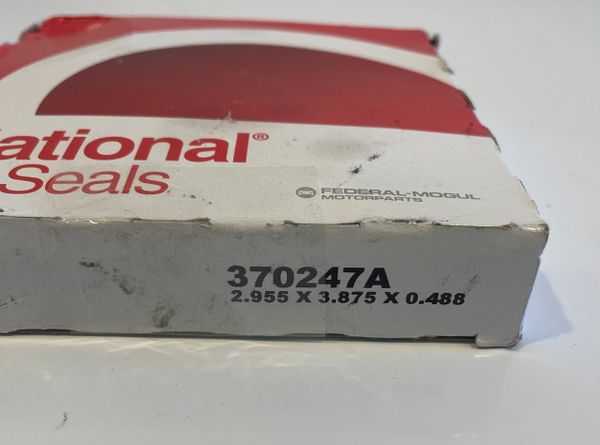 ational®
Seals
FEDERAL-MOGUL
MOTORPARTS
370247A
2.955 X 3.875 X 0.488